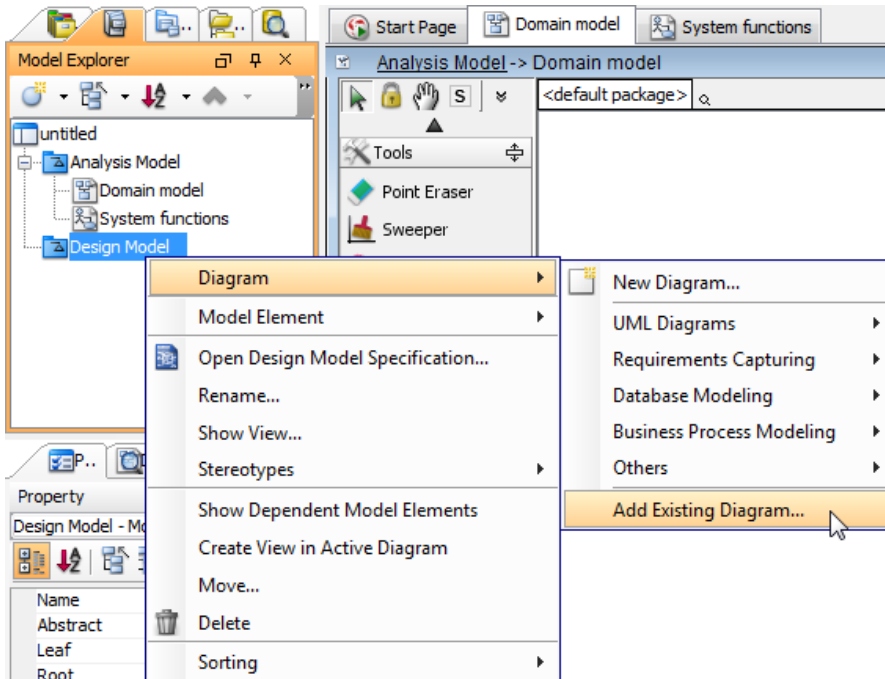 Start Page
Domain model
System functions
Model Explorer
Analysis Model -> Domain model
S
<default package>
untitled
Analysis Model
Domain model
System functions
Design Model
Tools
Point Eraser
Sweeper
Diagram
Model Element
Open Design Model Specification...
Rename...
Show View...
Stereotypes
Show Dependent Model Elements
Create View in Active Diagram
Move...
Delete
Sorting
New Diagram...
UML Diagrams
Requirements Capturing
Database Modeling
Business Process Modeling
Others
Add Existing Diagram...
P..
Property
Design Model - Mo
Name
Abstract
Leaf
Root